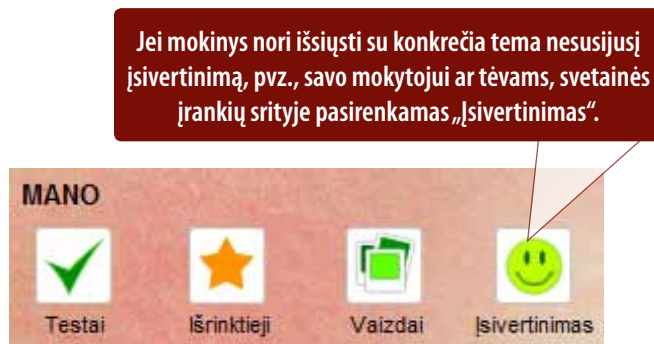 Jei mokinys nori išsiųsti su konkrečia tema nesusijusį
įsivertinimą, pvz., savo mokytojui ar tėvams, svetainės
įrankių srityje pasirenkamas „Įsivertinimas“.
MANO
Testai Išrinktieji Vaizdai Įsivertinimas